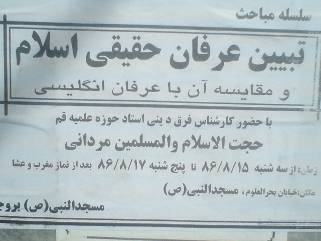 سلسله مباحث
تبیین عرفان حقیقی اسلام
و مقایسه آن با عرفان انگلیسی
با حضور کارشناس فرق دینی استاد حوزه علمیه قم
حجت الاسلام والمسلمین مردانی
زمان: از سه شنبه ۸۶/۸/۱۵ تا پنج شنبه ۸۶/۸/۱۷ بعد از نماز مغرب و عشا
مکان: خیابان بحرالعلوم، مسجدالنبی(ص)
مسجدالنبی(ص) بروجـ